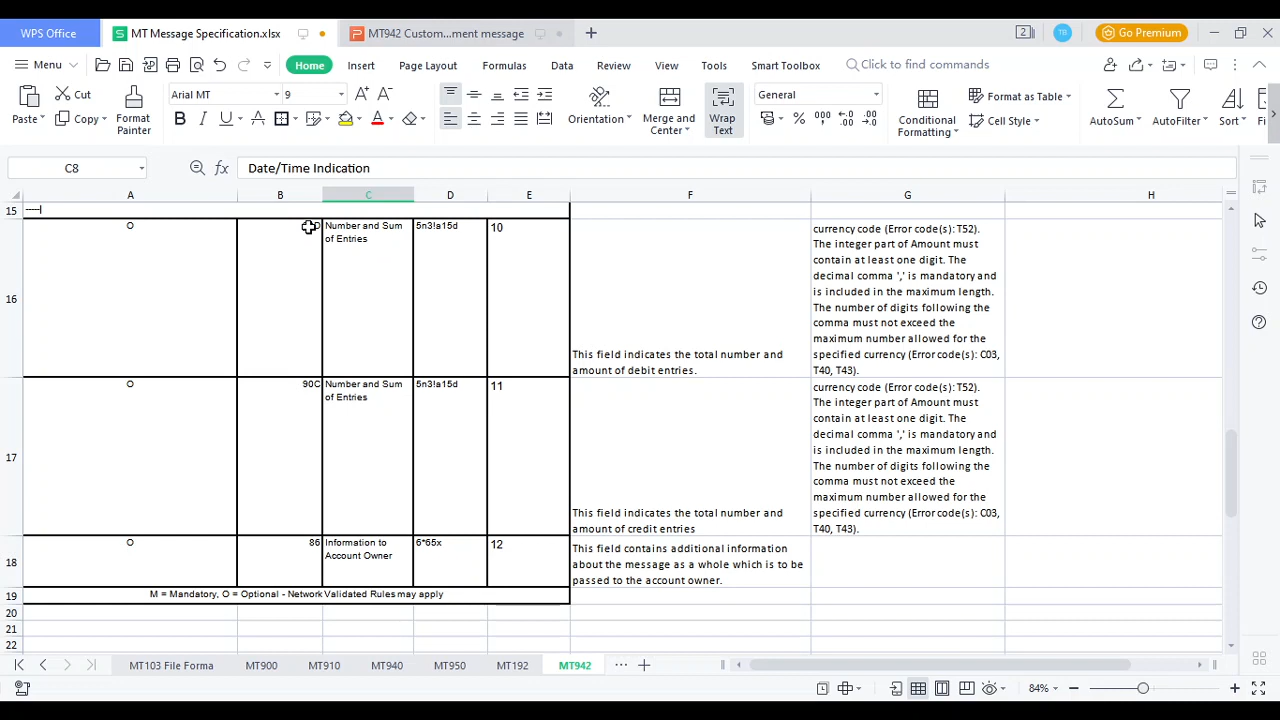 WPS Office
MT Message Specification.xlsx
MT942 Custom...ment message
2
TB
Go Premium
Menu
Home
Insert
Page Layout
Formulas
Data
Review
View
Tools
Smart Toolbox
Click to find commands
Paste
Cut
Copy
Format
Painter
Arial MT
9
B I U A
Orientation
Merge and
Center
Wrap
Text
General
Conditional
Formatting
Format as Table
Cell Style
AutoSum
AutoFilter
Sort
Fi
C8
fx
Date/Time Indication
A B C D E F G H
15
----|
16
O
D
Number and Sum
of Entries
5n3!a15d
10
This field indicates the total number and
amount of debit entries.
currency code (Error code(s): T52).
The integer part of Amount must
contain at least one digit. The
decimal comma ',' is mandatory and
is included in the maximum length.
The number of digits following the
comma must not exceed the
maximum number allowed for the
specified currency (Error code(s): C03,
T40, T43).
17
O
90C
Number and Sum
of Entries
5n3!a15d
11
This field indicates the total number and
amount of credit entries
currency code (Error code(s): T52).
The integer part of Amount must
contain at least one digit. The
decimal comma ',' is mandatory and
is included in the maximum length.
The number of digits following the
comma must not exceed the
maximum number allowed for the
specified currency (Error code(s): C03,
T40, T43).
18
O
86
Information to
Account Owner
6*65x
12
This field contains additional information
about the message as a whole which is to be
passed to the account owner.
19
M = Mandatory, O = Optional - Network Validated Rules may apply
20
21
22
MT103 File Forma
MT900
MT910
MT940
MT950
MT192
MT942
84%